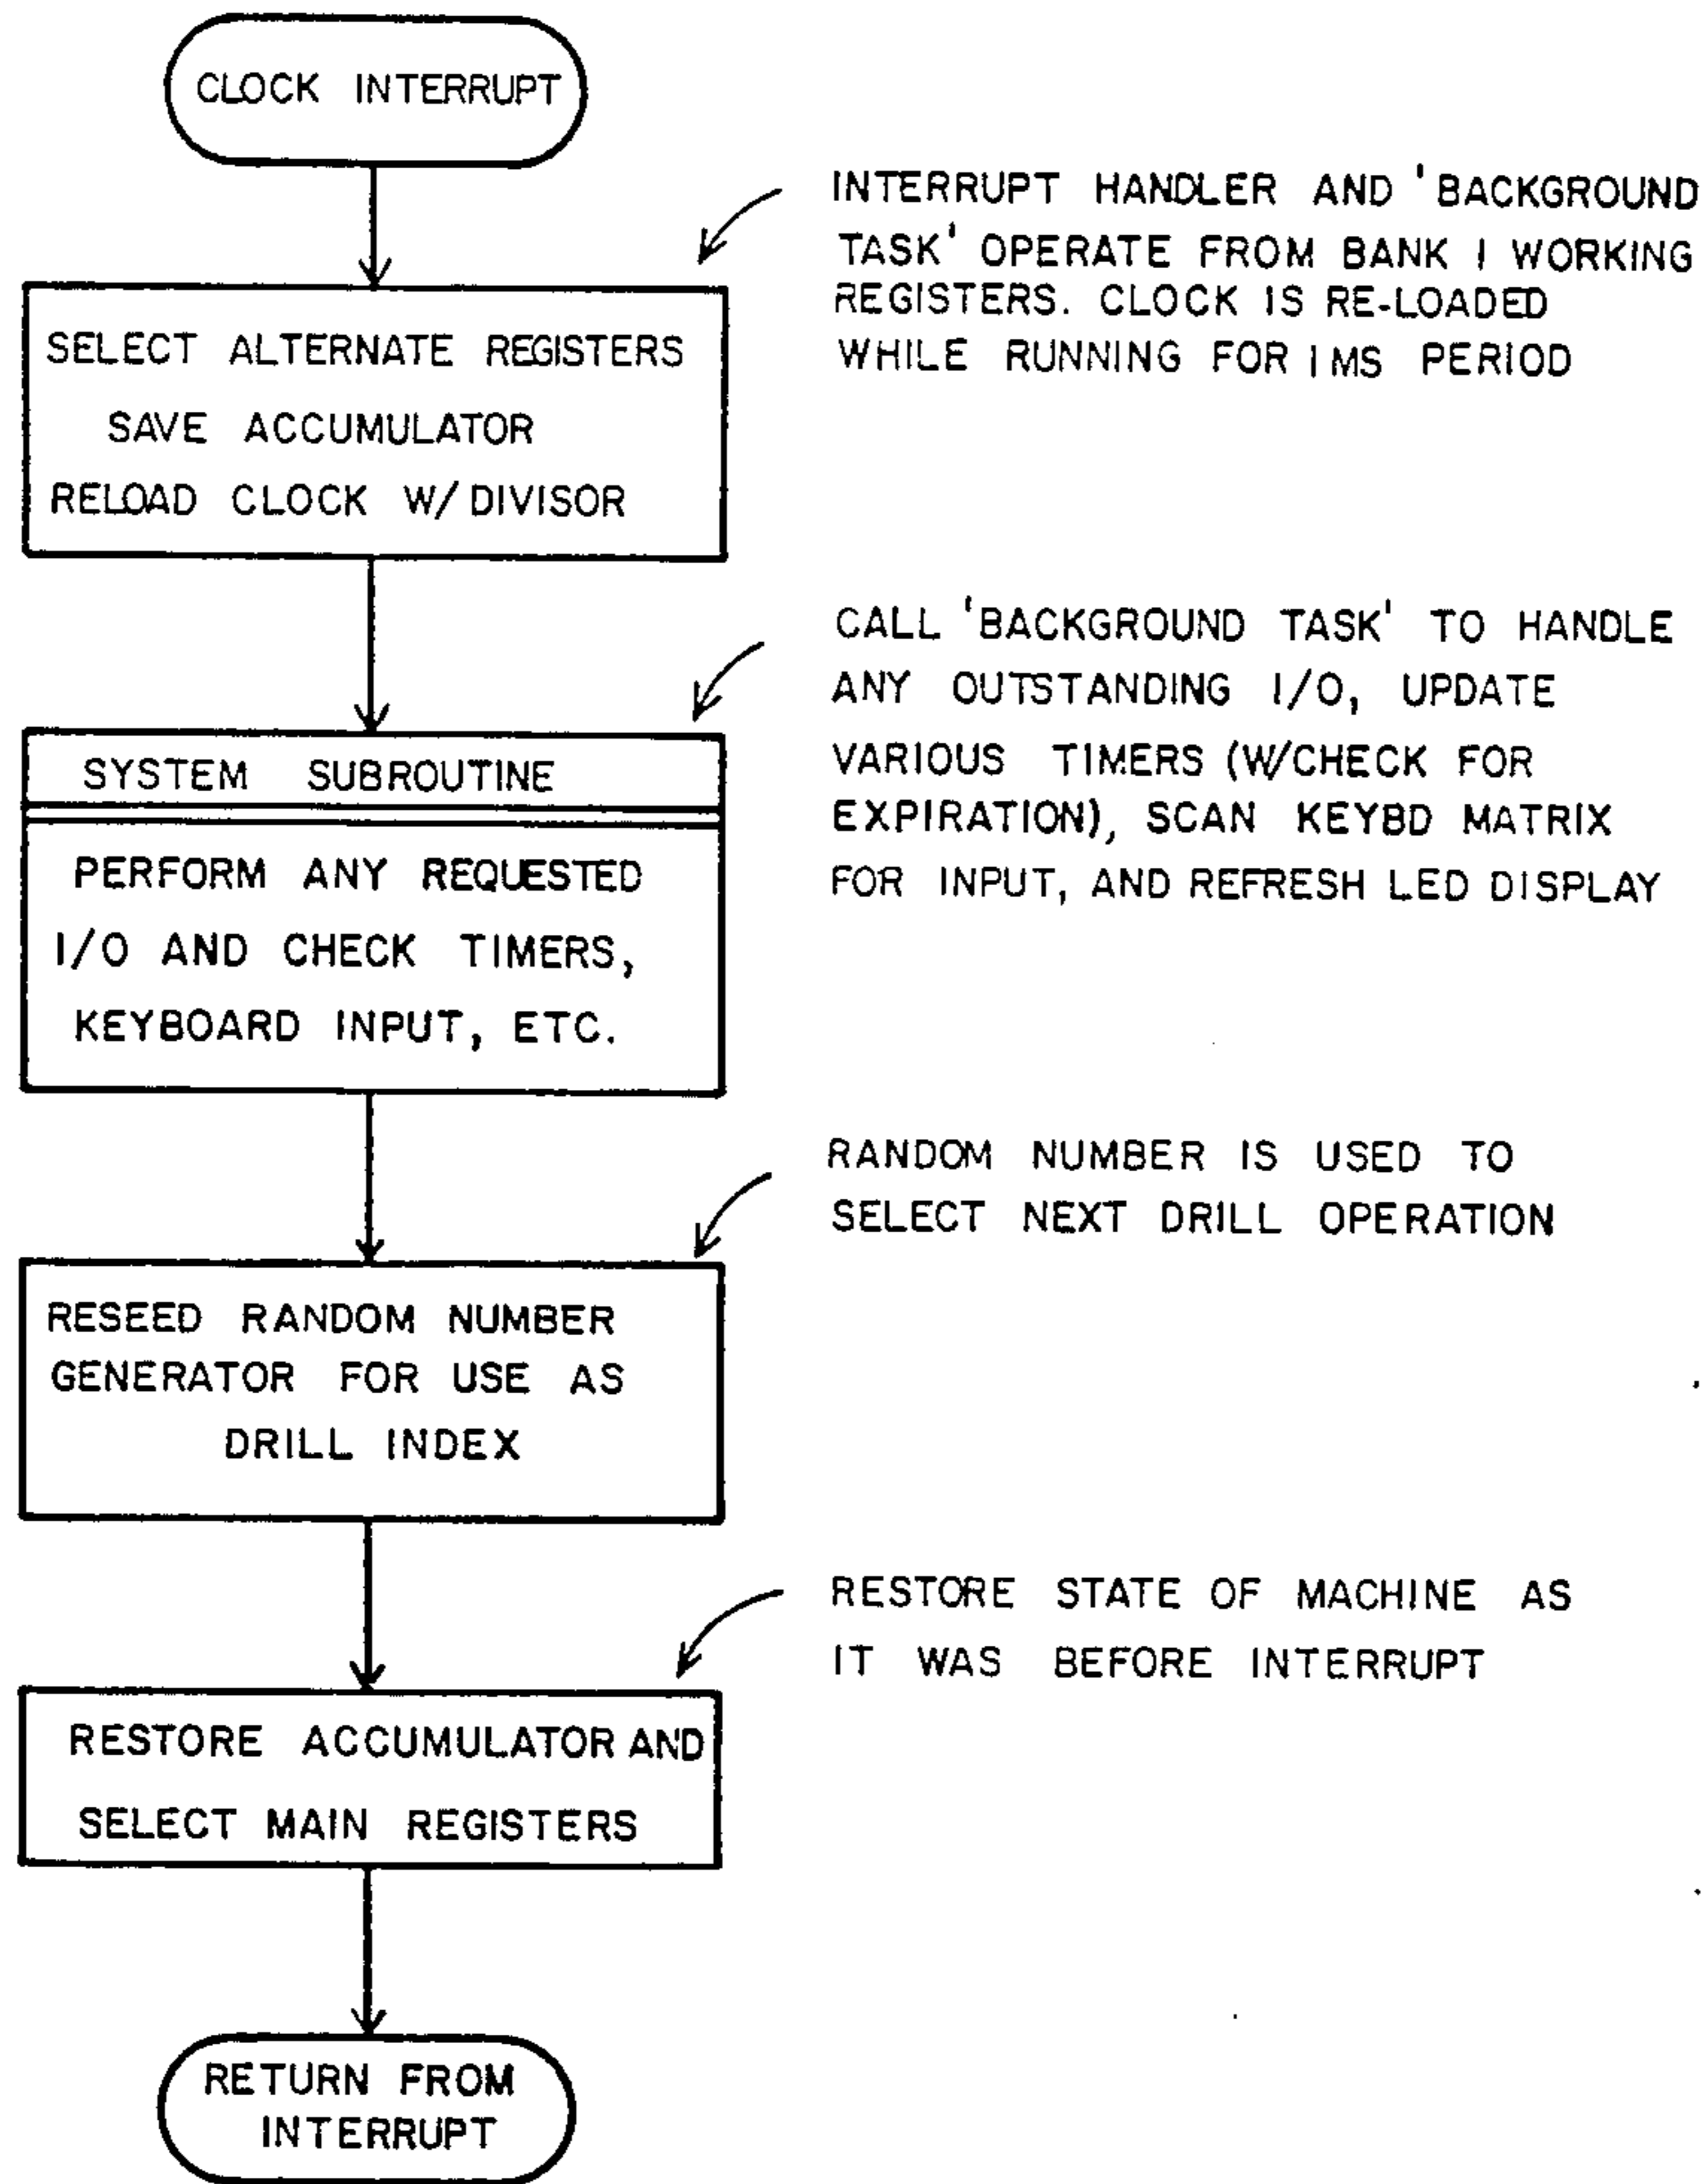 CLOCK INTERRUPT
INTERRUPT HANDLER AND 'BACKGROUND
TASK' OPERATE FROM BANK 1 WORKING
REGISTERS. CLOCK IS RE-LOADED
WHILE RUNNING FOR 1MS PERIOD
SELECT ALTERNATE REGISTERS
SAVE ACCUMULATOR
RELOAD CLOCK W/DIVISOR
CALL 'BACKGROUND TASK' TO HANDLE
ANY OUTSTANDING I/O, UPDATE
VARIOUS TIMERS (W/CHECK FOR
EXPIRATION), SCAN KEYBD MATRIX
FOR INPUT, AND REFRESH LED DISPLAY
SYSTEM SUBROUTINE
PERFORM ANY REQUESTED
I/O AND CHECK TIMERS,
KEYBOARD INPUT, ETC.
RANDOM NUMBER IS USED TO
SELECT NEXT DRILL OPERATION
RESEED RANDOM NUMBER
GENERATOR FOR USE AS
DRILL INDEX
RESTORE STATE OF MACHINE AS
IT WAS BEFORE INTERRUPT
RESTORE ACCUMULATOR AND
SELECT MAIN REGISTERS
RETURN FROM
INTERRUPT